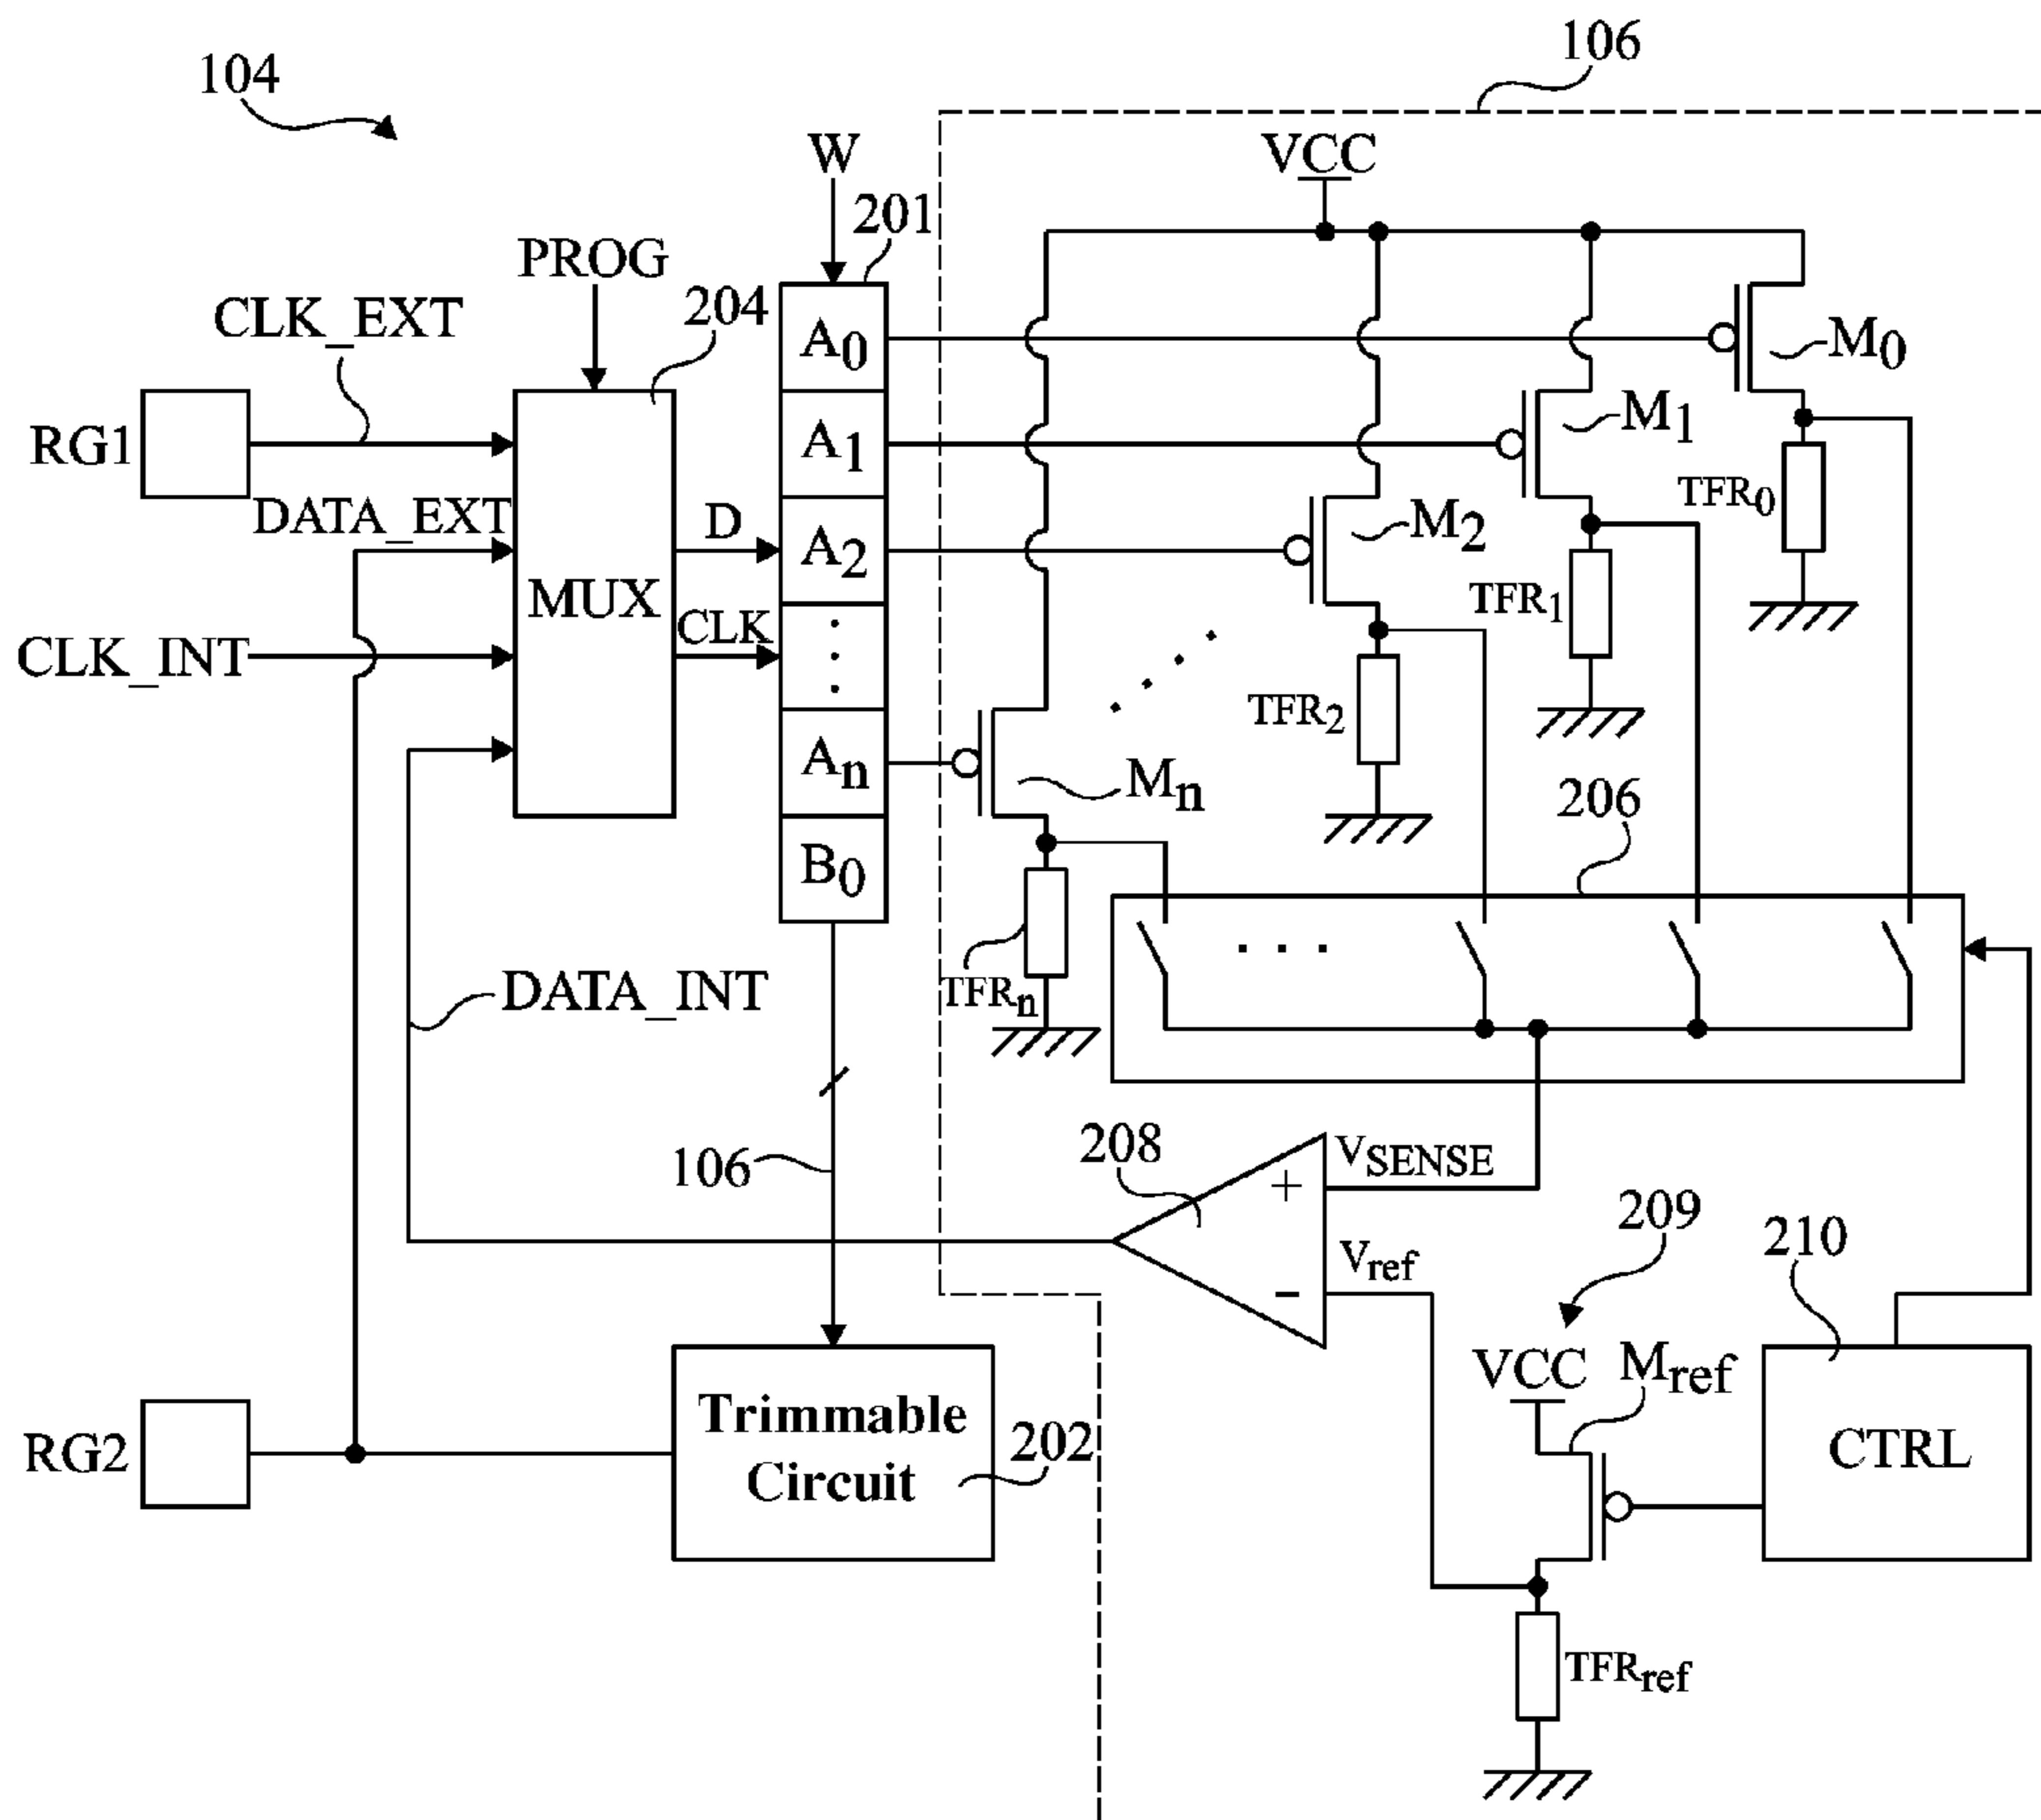 106
104
W
VCC
201
PROG
204
CLK_EXT
A0
M0
RG1
A1
M1
TFR0
DATA_EXT
D
A2
M2
MUX
TFR1
CLK
CLK_INT
TFR2
An
Mn
206
B0
DATA_INT
TFRn
208
VSENSE
+
106
209
210
Vref
-
VCC
Mref
Trimmable
Circuit
202
RG2
CTRL
TFRref